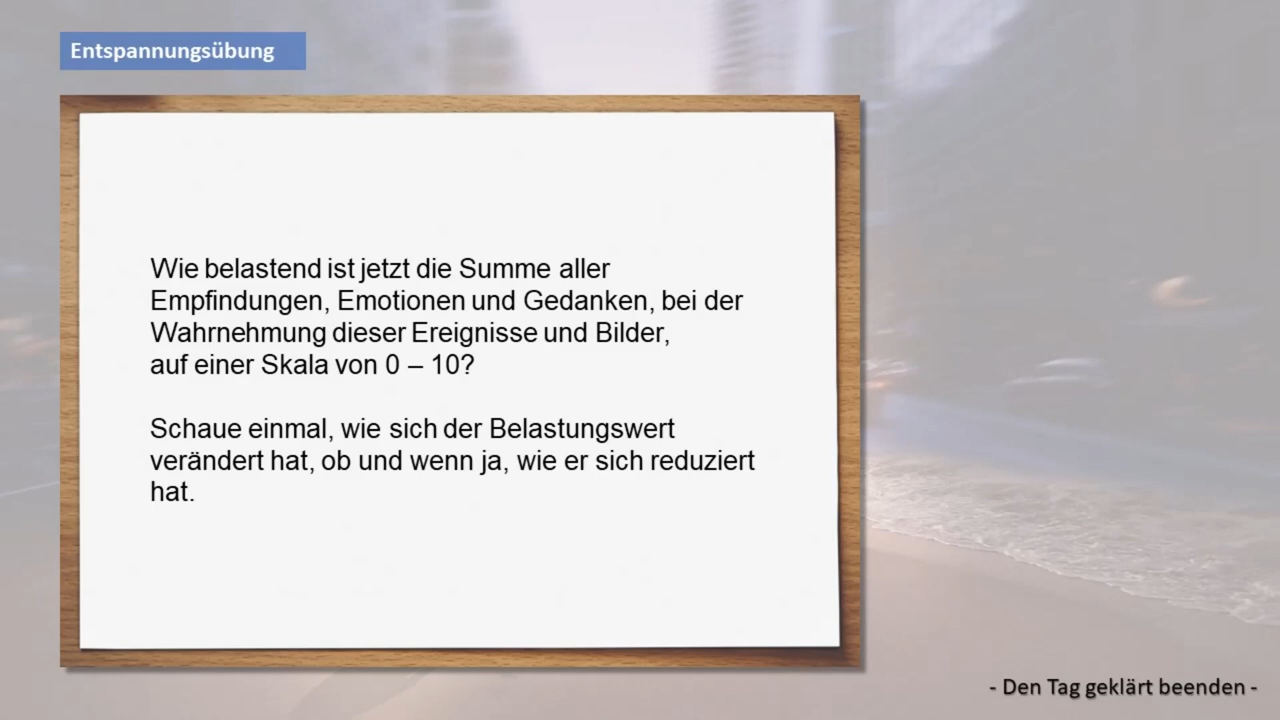 Entspannungsübung
Wie belastend ist jetzt die Summe aller
Empfindungen, Emotionen und Gedanken, bei der
Wahrnehmung dieser Ereignisse und Bilder,
auf einer Skala von 0 – 10?
Schaue einmal, wie sich der Belastungswert
verändert hat, ob und wenn ja, wie er sich reduziert
hat.
- Den Tag geklärt beenden -